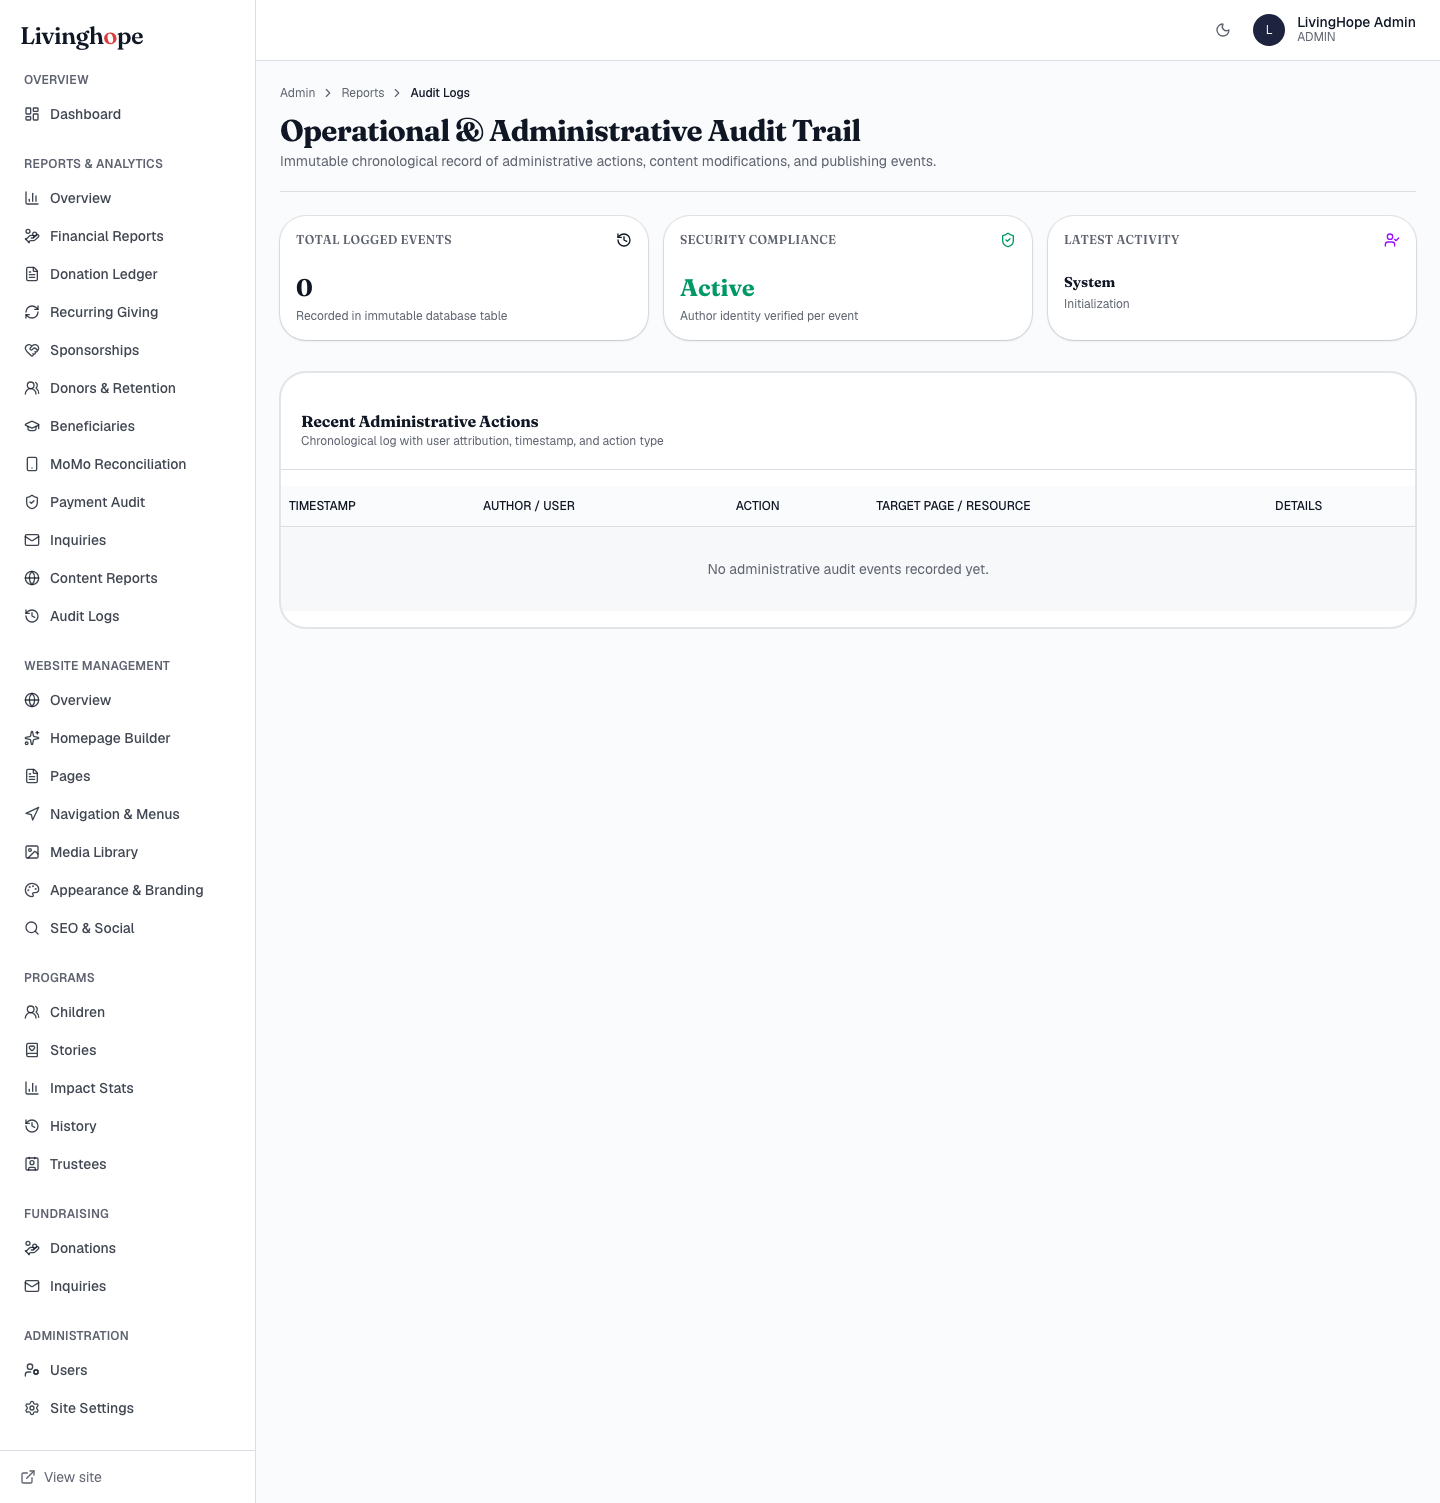 Livinghope
OVERVIEW
Dashboard
REPORTS & ANALYTICS
Overview
Financial Reports
Donation Ledger
Recurring Giving
Sponsorships
Donors & Retention
Beneficiaries
MoMo Reconciliation
Payment Audit
Inquiries
Content Reports
Audit Logs
WEBSITE MANAGEMENT
Overview
Homepage Builder
Pages
Navigation & Menus
Media Library
Appearance & Branding
SEO & Social
PROGRAMS
Children
Stories
Impact Stats
History
Trustees
FUNDRAISING
Donations
Inquiries
ADMINISTRATION
Users
Site Settings
View site
L
LivingHope Admin
ADMIN
Admin > Reports > Audit Logs
Operational & Administrative Audit Trail
Immutable chronological record of administrative actions, content modifications, and publishing events.
TOTAL LOGGED EVENTS
0
Recorded in immutable database table
SECURITY COMPLIANCE
Active
Author identity verified per event
LATEST ACTIVITY
System
Initialization
Recent Administrative Actions
Chronological log with user attribution, timestamp, and action type
TIMESTAMP AUTHOR / USER ACTION TARGET PAGE / RESOURCE DETAILS
No administrative audit events recorded yet.